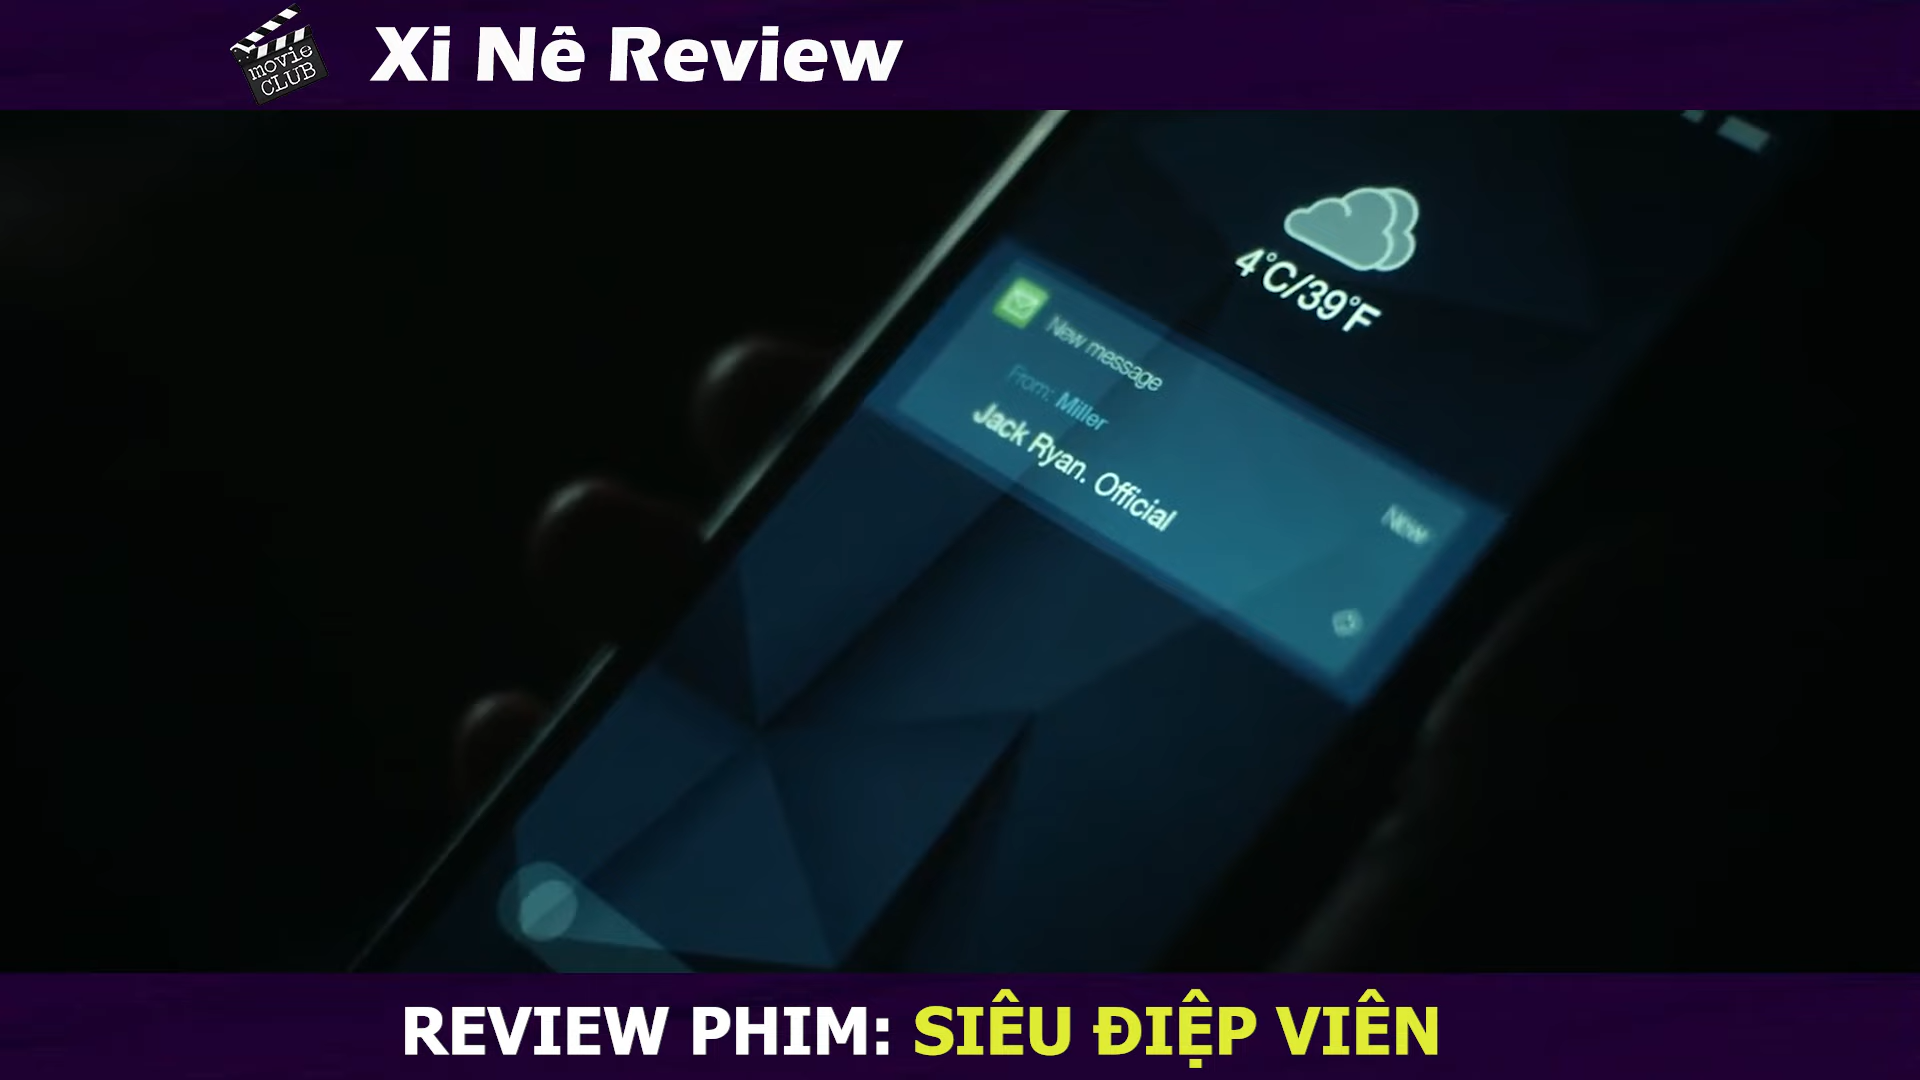 movie
CLUB
Xi Nê Review
4°C/39°F
New message
From: Miller
Jack Ryan. Official
New
REVIEW PHIM: SIÊU ĐIỆP VIÊN